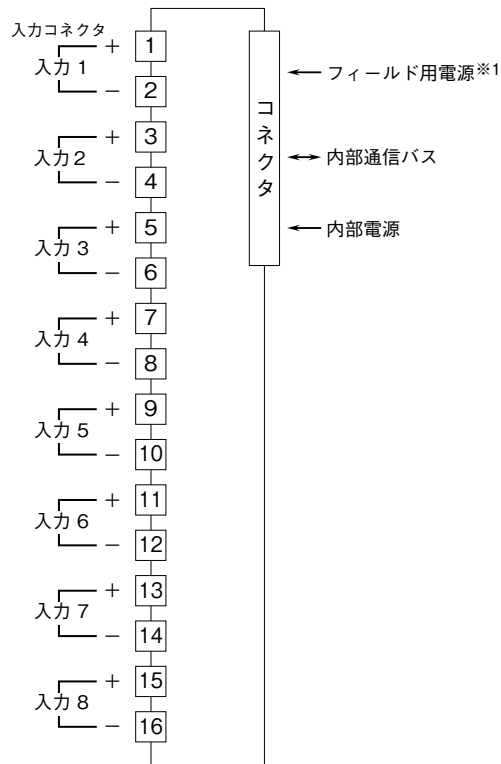 入力コネクタ
入力 1
+ 1
− 2
入力 2
+ 3
− 4
入力 3
+ 5
− 6
入力 4
+ 7
− 8
入力 5
+ 9
− 10
入力 6
+ 11
− 12
入力 7
+ 13
− 14
入力 8
+ 15
− 16
コネクタ
フィールド用電源※1
内部通信バス
内部電源